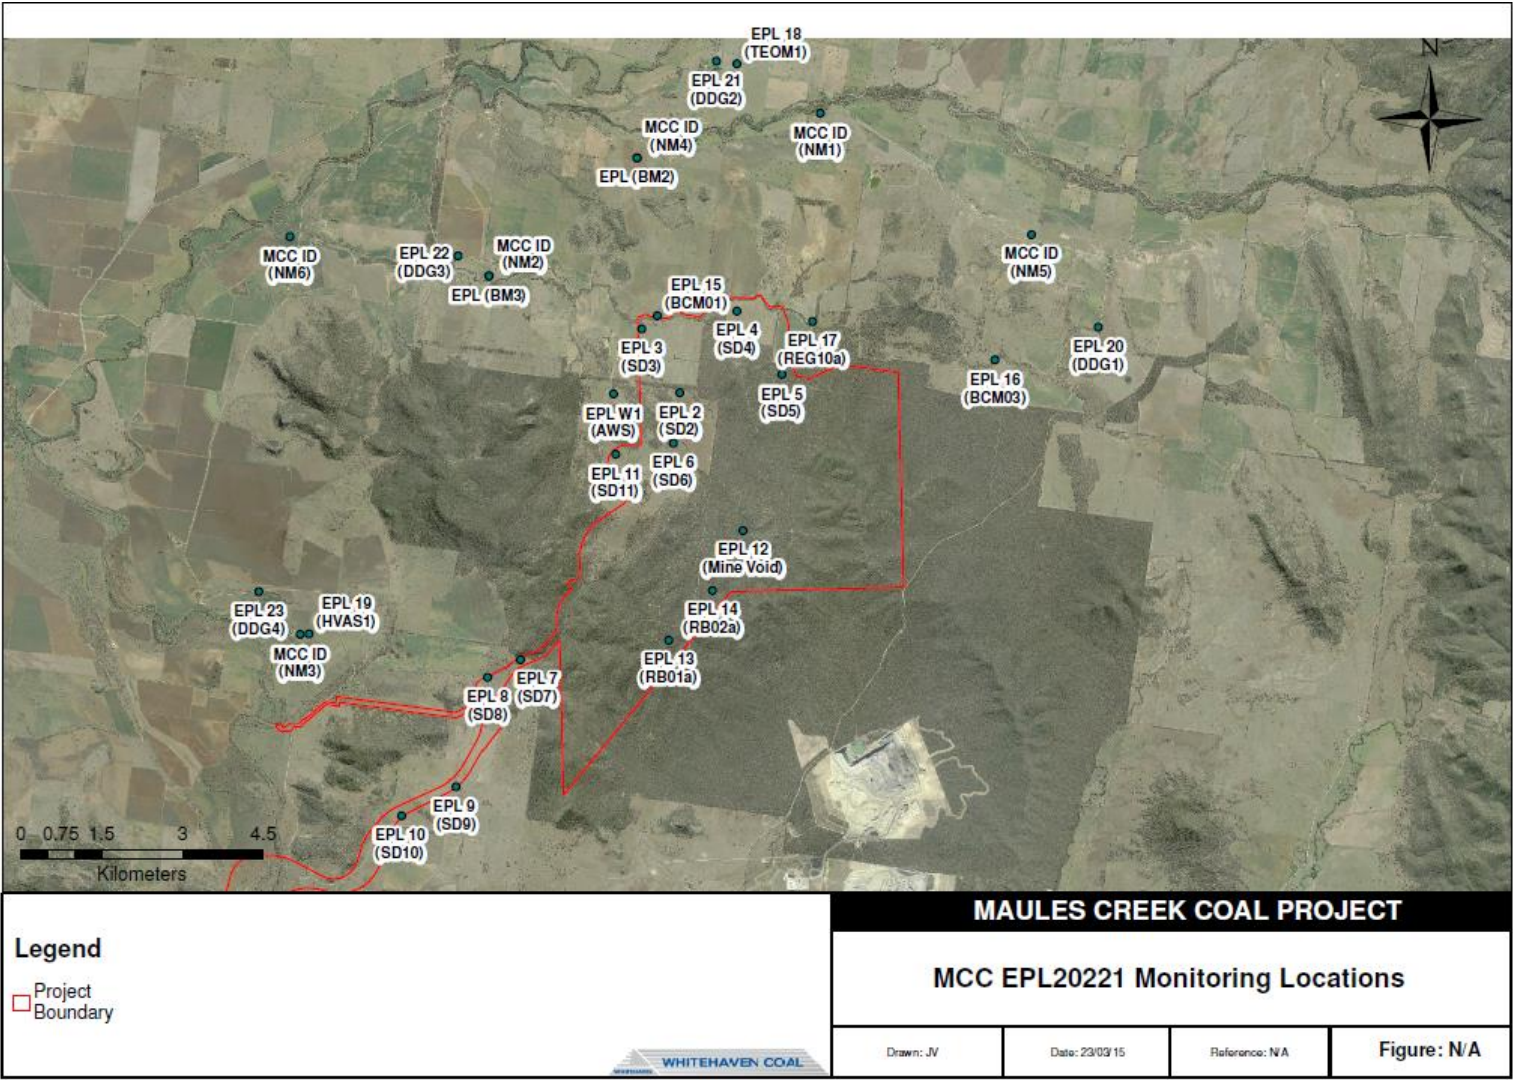 EPL 18
(TEOM1)
N
EPL 21
(DDG2)
MCC ID
(NM4)
MCC ID
(NM1)
EPL (BM2)
MCC ID
(NM6)
EPL 22
(DDG3)
MCC ID
(NM2)
EPL (BM3)
MCC ID
(NM5)
EPL 15
(BCM01)
EPL 3
(SD3)
EPL 4
(SD4)
EPL 17
(REG10a)
EPL 20
(DDG1)
EPL 16
(BCM03)
EPL 5
(SD5)
EPL W1
(AWS)
EPL 2
(SD2)
EPL 11
(SD11)
EPL 6
(SD6)
EPL 12
(Mine Void)
EPL 23
(DDG4)
EPL 19
(HVAS1)
MCC ID
(NM3)
EPL 14
(RB02a)
EPL 13
(RB01a)
EPL 7
(SD7)
EPL 8
(SD8)
EPL 9
(SD9)
EPL 10
(SD10)
0 0.75 1.5 3 4.5
Kilometers
Legend
Project
Boundary
WHITEHAVEN COAL
MAULES CREEK COAL PROJECT
MCC EPL20221 Monitoring Locations
Drawn: JV
Date: 23/03/15
Reference: N/A
Figure: N/A